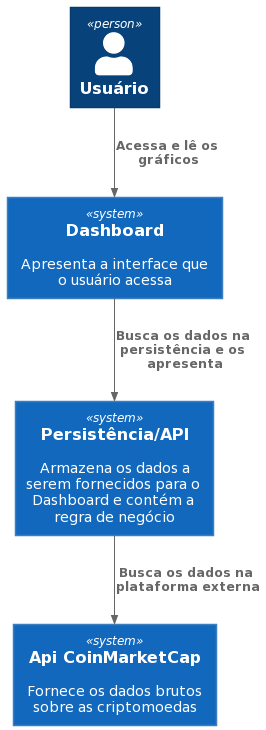 «person»
Usuário
Acessa e lê os
gráficos
«system»
Dashboard
Apresenta a interface que
o usuário acessa
Busca os dados na
persistência e os
apresenta
«system»
Persistência/API
Armazena os dados a
serem fornecidos para o
Dashboard e contém a
regra de negócio
Busca os dados na
plataforma externa
«system»
Api CoinMarketCap
Fornece os dados brutos
sobre as criptomoedas